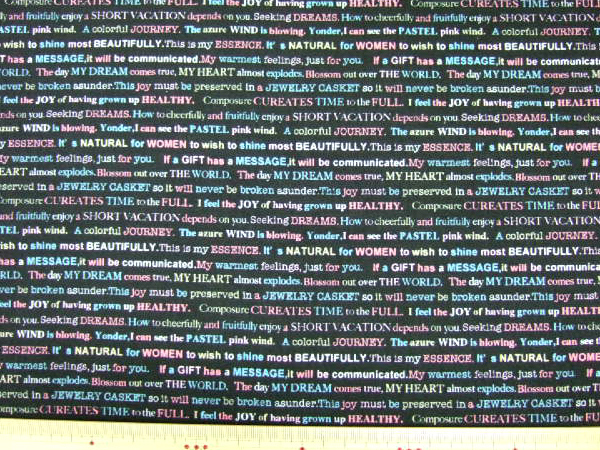 Composure CUREATES TIME to the FULL. I feel the JOY of having grown up HEALTHY. Composure CUREATES TIME to the FULL
and fruitfully enjoy a SHORT VACATION depends on you.Seeking DREAMS. How to cheerfully and fruitfully enjoy a SHORT VACATION
PASTEL pink wind. A colorful JOURNEY. The azure WIND is blowing. Yonder,I can see the PASTEL pink wind. A colorful JOURNEY.
to wish to shine most BEAUTIFULLY.This is my ESSENCE. It's NATURAL for WOMEN to wish to shine most BEAUTIFULLY.This is
has a MESSAGE,it will be communicated.My warmest feelings, just for you. If a GIFT has a MESSAGE,it will be communicated
ORLD. The day MY DREAM comes true, MY HEART almost explodes.Blossom out over THE WORLD. The day MY DREAM comes true,
never be broken asunder.This joy must be preserved in a JEWELRY CASKET so it will never be broken asunder.This joy must
I feel the JOY of having grown up HEALTHY. Composure CUREATES TIME to the FULL. I feel the JOY of having grown up HEALTHY
ds on you.Seeking DREAMS. How to cheerfully and fruitfully enjoy a SHORT VACATION depends on you.Seeking DREAMS. How to chee
azure WIND is blowing. Yonder,I can see the PASTEL pink wind. A colorful JOURNEY. The azure WIND is blowing. Yonder,I can see the
y ESSENCE. It's NATURAL for WOMEN to wish to shine most BEAUTIFULLY.This is my ESSENCE. It's NATURAL for WOMEN
My warmest feelings, just for you. If a GIFT has a MESSAGE,it will be communicated.My warmest feelings, just for you. If a
EART almost explodes.Blossom out over THE WORLD. The day MY DREAM comes true, MY HEART almost explodes.Blossom out over TH
served in a JEWELRY CASKET so it will never be broken asunder.This joy must be preserved in a JEWELRY CASKET so it w
Composure CUREATES TIME to the FULL. I feel the JOY of having grown up HEALTHY. Composure CUREATES TIME to the FULL
and fruitfully enjoy a SHORT VACATION depends on you.Seeking DREAMS. How to cheerfully and fruitfully enjoy a SHORT VACATION
PASTEL pink wind. A colorful JOURNEY. The azure WIND is blowing. Yonder,I can see the PASTEL pink wind. A colorful JOURNEY.
ish to shine most BEAUTIFULLY.This is my ESSENCE. It's NATURAL for WOMEN to wish to shine most BEAUTIFULLY.This is
has a MESSAGE,it will be communicated.My warmest feelings, just for you. If a GIFT has a MESSAGE,it will be communica
RLD. The day MY DREAM comes true, MY HEART almost explodes.Blossom out over THE WORLD. The day MY DREAM comes true,
ver be broken asunder.This joy must be preserved in a JEWELRY CASKET so it will never be broken asunder.This joy must
eel the JOY of having grown up HEALTHY. Composure CUREATES TIME to the FULL. I feel the JOY of having grown up HEALTH
ds on you.Seeking DREAMS. How to cheerfully and fruitfully enjoy a SHORT VACATION depends on you.Seeking DREAMS. How to c
ure WIND is blowing. Yonder,I can see the PASTEL pink wind. A colorful JOURNEY. The azure WIND is blowing. Yonder,I can see
ESSENCE. It's NATURAL for WOMEN to wish to shine most BEAUTIFULLY.This is my ESSENCE. It's NATURAL for WOME
warmest feelings, just for you. If a GIFT has a MESSAGE,it will be communicated.My warmest feelings, just for you. If a
ART almost explodes.Blossom out over THE WORLD. The day MY DREAM comes true, MY HEART almost explodes.Blossom out over
served in a JEWELRY CASKET so it will never be broken asunder.This joy must be preserved in a JEWELRY CASKET so it
omposure CUREATES TIME to the FULL. I feel the JOY of having grown up HEALTHY. Composure CUREATES TIME to the FU